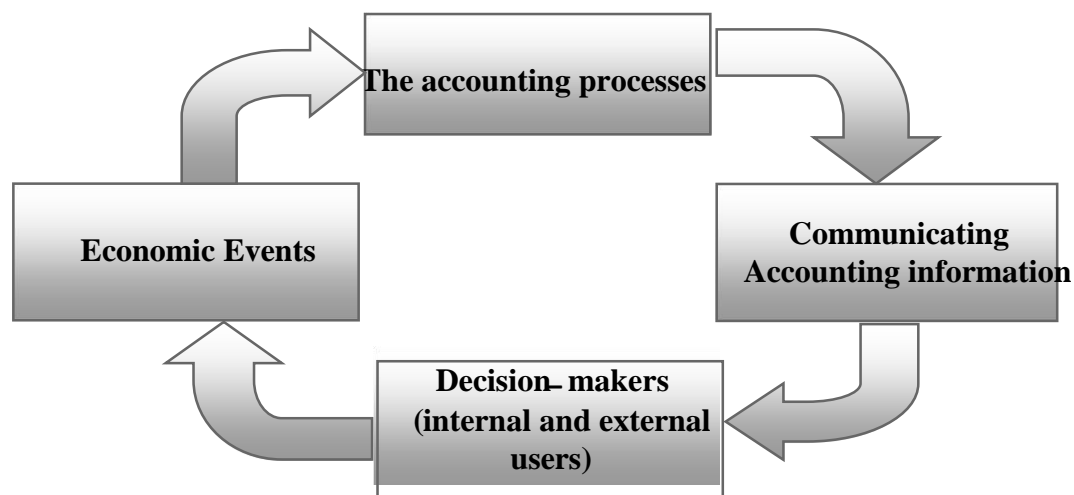 The accounting processes
Economic Events
Communicating
Accounting information
Decision– makers
(internal and external
users)